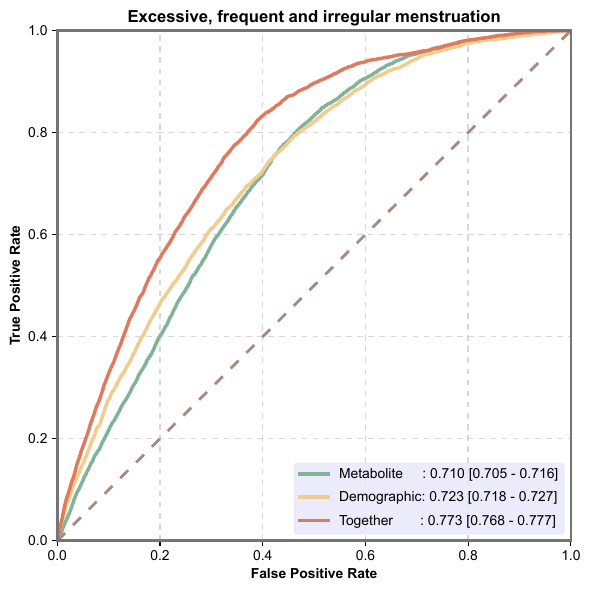 Excessive, frequent and irregular menstruation
True Positive Rate
1.0
0.8
0.6
0.4
0.2
0.0
Metabolite : 0.710 [0.705 - 0.716]
Demographic: 0.723 [0.718 - 0.727]
Together : 0.773 [0.768 - 0.777]
0.0 0.2 0.4 0.6 0.8 1.0
False Positive Rate